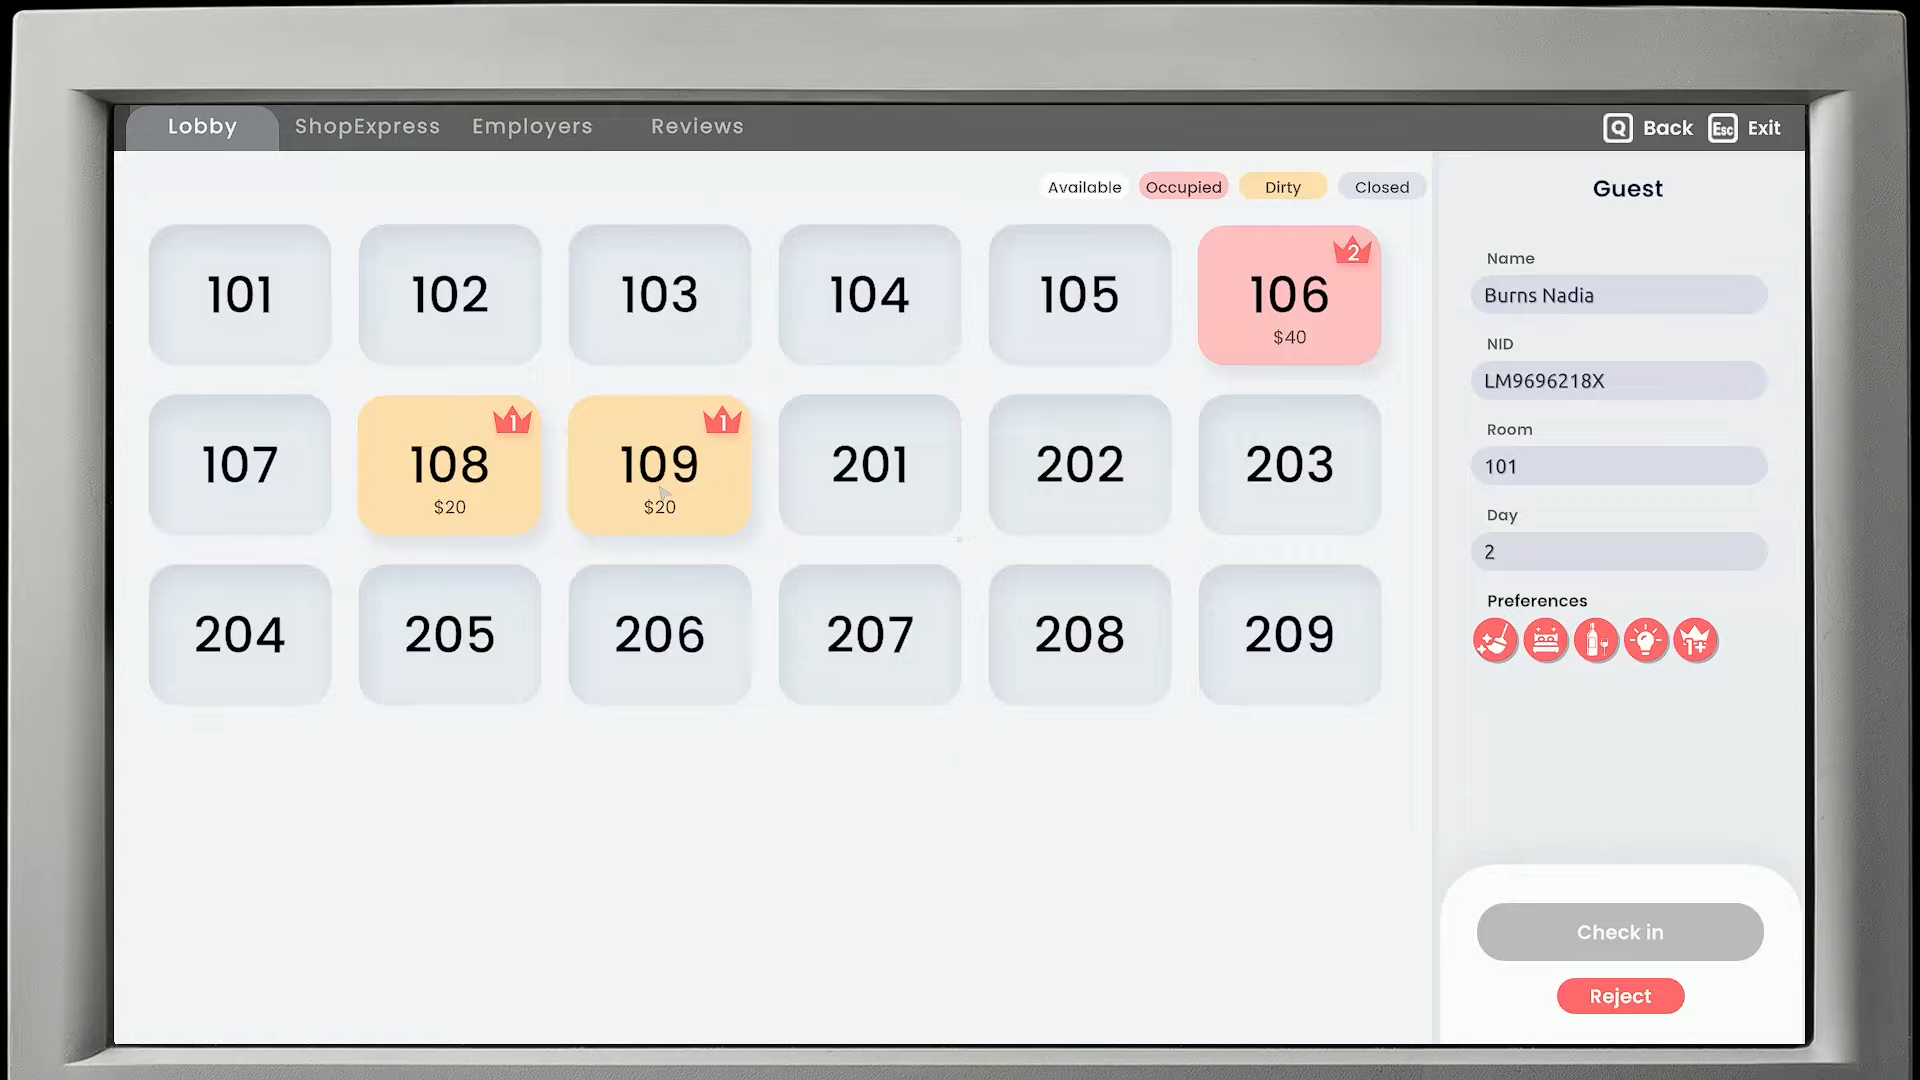 Lobby ShopExpress Employers Reviews Q Back Esc Exit
Available Occupied Dirty Closed
Guest
101 102 103 104 105 106 2
$40
107 108 1 109 1 201 202 203
$20 $20
204 205 206 207 208 209
Name
Burns Nadia
NID
LM9696218X
Room
101
Day
2
Preferences
1+
Check in
Reject